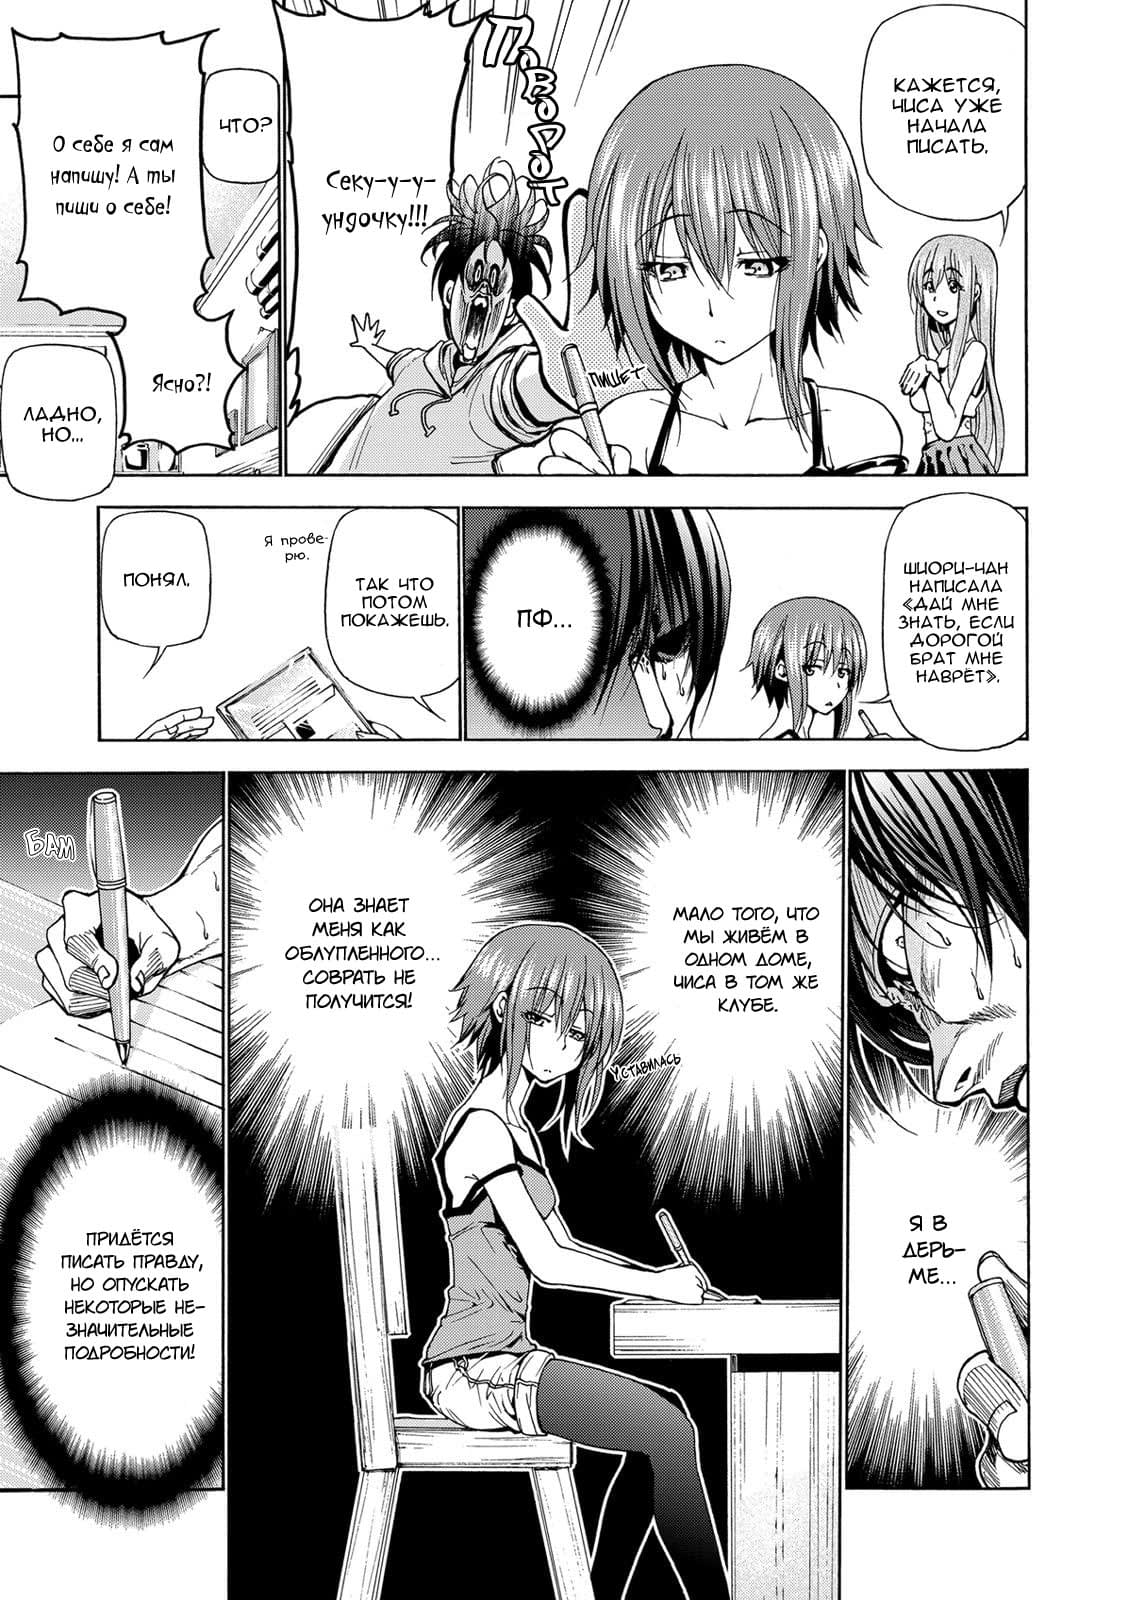 КАЖЕТСЯ,
ЧИСА УЖЕ
НАЧАЛА
ПИСАТЬ.
ПОВОРОТ
ПИШЕТ
Секу-у-у-
ундочку!!!
ЧТО?
О себе я сам
напишу! А ты
пиши о себе!
Ясно?!
ЛАДНО,
НО...
ШИОРИ-ЧАН
НАПИСАЛА
《ДАЙ МНЕ
ЗНАТЬ, ЕСЛИ
ДОРОГОЙ
БРАТ МНЕ
НАВРЁТ》.
ПФ...
ТАК ЧТО
ПОТОМ
ПОКАЖЕШЬ.
Я прове-
рю.
ПОНЯЛ.
Я В
ДЕРЬ-
МЕ...
МАЛО ТОГО, ЧТО
МЫ ЖИВЁМ В
ОДНОМ ДОМЕ,
ЧИСА В ТОМ ЖЕ
КЛУБЕ.
УСТАВИЛАСЬ
ОНА ЗНАЕТ
МЕНЯ КАК
ОБЛУПЛЕННОГО...
СОВРАТЬ НЕ
ПОЛУЧИТСЯ!
БАМ
ПРИДЁТСЯ
ПИСАТЬ ПРАВДУ,
НО ОПУСКАТЬ
НЕКОТОРЫЕ НЕ-
ЗНАЧИТЕЛЬНЫЕ
ПОДРОБНОСТИ!